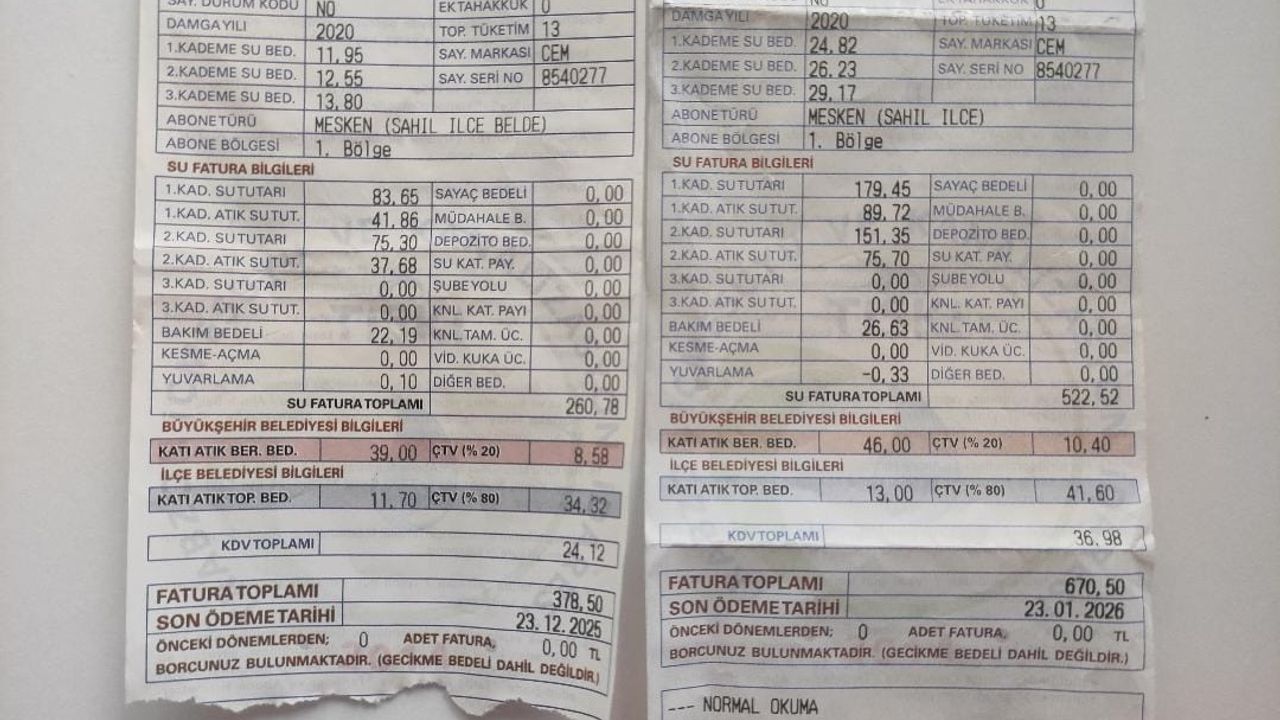 SAY. DURUM KODU NO EK TAHAKKUK 0
DAMGA YILI 2020 TOP. TÜKETİM 13
1.KADEME SU BED. 11,95 SAY. MARKASI CEM
2.KADEME SU BED. 12,55 SAY. SERİ NO 8540277
3.KADEME SU BED. 13,80
ABONE TÜRÜ MESKEN (SAHIL ILCE BELDE)
ABONE BÖLGESİ 1. Bölge
SU FATURA BİLGİLERİ
1.KAD. SU TUTARI 83,65 SAYAÇ BEDELİ 0,00
1.KAD. ATIK SU TUT. 41,86 MÜDAHALE B. 0,00
2.KAD. SU TUTARI 75,30 DEPOZİTO BED. 0,00
2.KAD. ATIK SU TUT. 37,68 SU KAT. PAY. 0,00
3.KAD. SU TUTARI 0,00 ŞUBE YOLU 0,00
3.KAD. ATIK SU TUT. 0,00 KNL. KAT. PAYI 0,00
BAKIM BEDELİ 22,19 KNL. TAM. ÜC. 0,00
KESME-AÇMA 0,00 VİD. KUKA ÜC. 0,00
YUVARLAMA 0,10 DİĞER BED. 0,00
SU FATURA TOPLAMI 260,78
BÜYÜKŞEHİR BELEDİYESİ BİLGİLERİ
KATI ATIK BER. BED. 39,00 ÇTV (% 20) 8,58
İLÇE BELEDİYESİ BİLGİLERİ
KATI ATIK TOP. BED. 11,70 ÇTV (% 80) 34,32
KDV TOPLAMI 24,12
FATURA TOPLAMI 378,50
SON ÖDEME TARİHİ 23.12.2025
ÖNCEKİ DÖNEMLERDEN; 0 ADET FATURA, 0,00 TL
BORCUNUZ BULUNMAKTADIR. (GECİKME BEDELİ DAHİL DEĞİLDİR.)
NO 0
DAMGA YILI 2020 TOP. TÜKETİM 13
1.KADEME SU BED. 24,82 SAY. MARKASI CEM
2.KADEME SU BED. 26,23 SAY. SERİ NO 8540277
3.KADEME SU BED. 29,17
ABONE TÜRÜ MESKEN (SAHIL ILCE)
ABONE BÖLGESİ 1. Bölge
SU FATURA BİLGİLERİ
1.KAD. SU TUTARI 179,45 SAYAÇ BEDELİ 0,00
1.KAD. ATIK SU TUT. 89,72 MÜDAHALE B. 0,00
2.KAD. SU TUTARI 151,35 DEPOZİTO BED. 0,00
2.KAD. ATIK SU TUT. 75,70 SU KAT. PAY. 0,00
3.KAD. SU TUTARI 0,00 ŞUBE YOLU 0,00
3.KAD. ATIK SU TUT. 0,00 KNL. KAT. PAYI 0,00
BAKIM BEDELİ 26,63 KNL. TAM. ÜC. 0,00
KESME-AÇMA 0,00 VİD. KUKA ÜC. 0,00
YUVARLAMA -0,33 DİĞER BED. 0,00
SU FATURA TOPLAMI 522,52
BÜYÜKŞEHİR BELEDİYESİ BİLGİLERİ
KATI ATIK BER. BED. 46,00 ÇTV (% 20) 10,40
İLÇE BELEDİYESİ BİLGİLERİ
KATI ATIK TOP. BED. 13,00 ÇTV (% 80) 41,60
KDV TOPLAMI 36,98
FATURA TOPLAMI 670,50
SON ÖDEME TARİHİ 23.01.2026
ÖNCEKİ DÖNEMLERDEN; 0 ADET FATURA, 0,00 TL
BORCUNUZ BULUNMAKTADIR. (GECİKME BEDELİ DAHİL DEĞİLDİR.)
--- NORMAL OKUMA